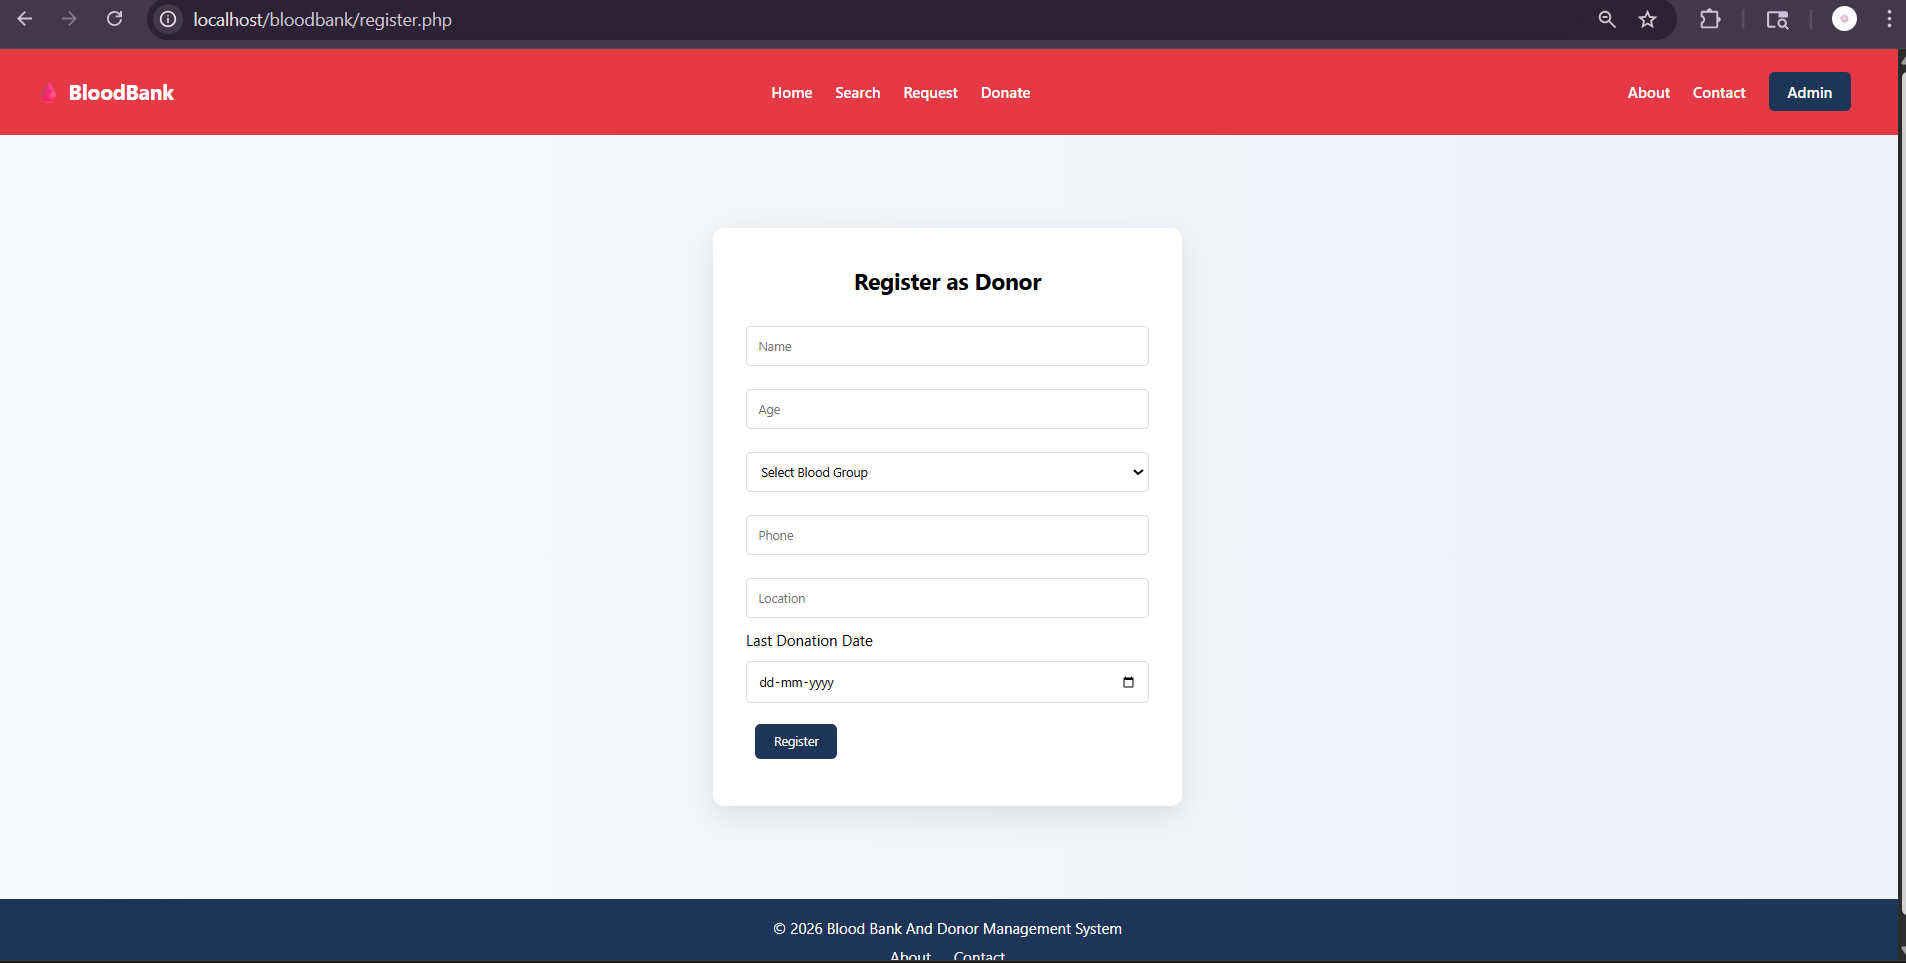 localhost/bloodbank/register.php
BloodBank
Home Search Request Donate
About Contact Admin
Register as Donor
Name
Age
Select Blood Group
Phone
Location
Last Donation Date
dd-mm-yyyy
Register
© 2026 Blood Bank And Donor Management System
About Contact